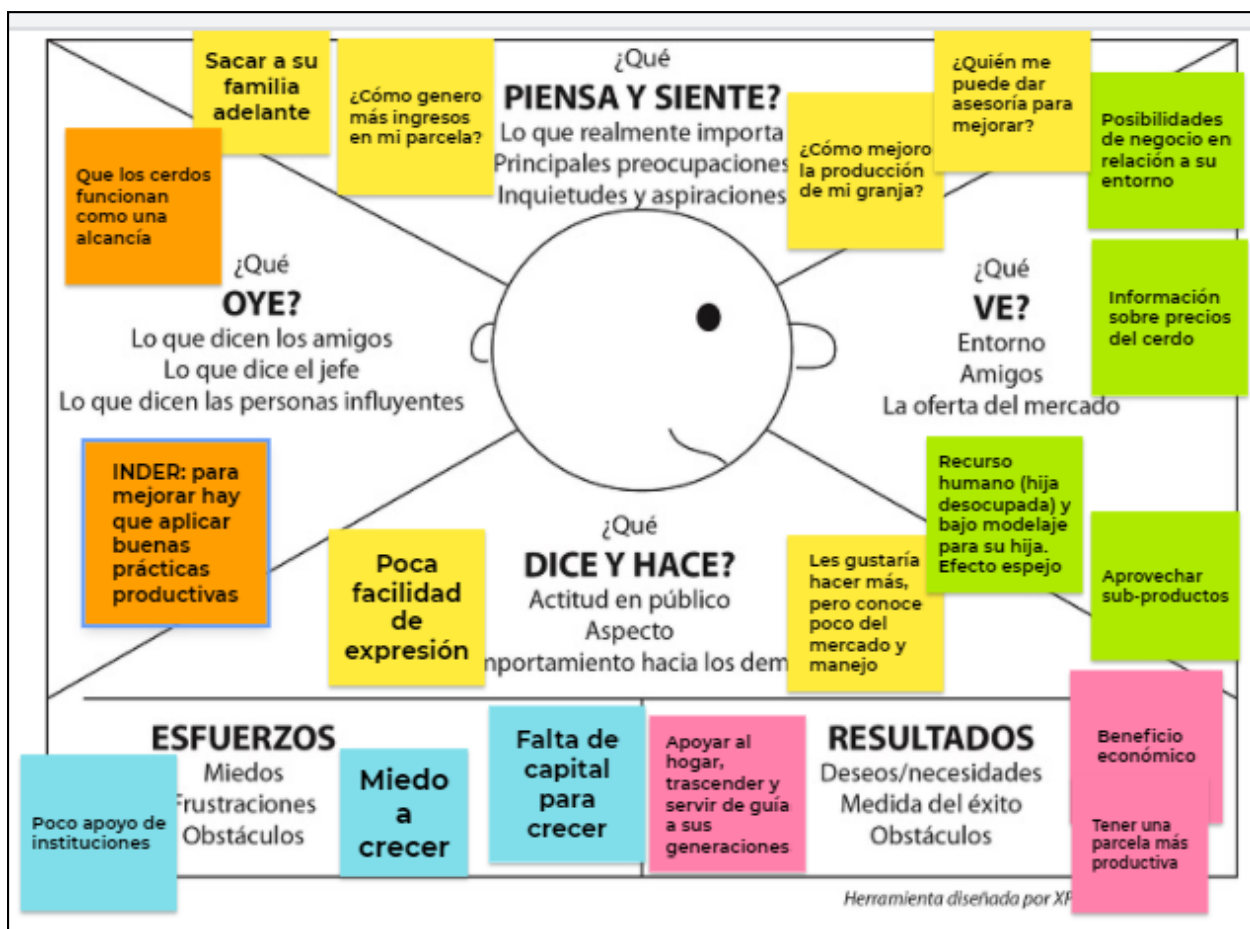 Sacar a su
familia
adelante
¿Cómo genero
más ingresos
en mi parcela?
¿Qué
PIENSA Y SIENTE?
Lo que realmente importa
Principales preocupaciones
Inquietudes y aspiraciones
¿Cómo mejoro
la producción
de mi granja?
¿Quién me
puede dar
asesoría para
mejorar?
Posibilidades
de negocio en
relación a su
entorno
Que los cerdos
funcionan
como una
alcancía
¿Qué
OYE?
Lo que dicen los amigos
Lo que dice el jefe
Lo que dicen las personas influyentes
INDER: para
mejorar hay
que aplicar
buenas
prácticas
productivas
¿Qué
VE?
Entorno
Amigos
La oferta del mercado
Información
sobre precios
del cerdo
Recurso
humano (hija
desocupada) y
bajo modelaje
para su hija.
Efecto espejo
Aprovechar
sub-productos
Poca
facilidad
de
expresión
¿Qué
DICE Y HACE?
Actitud en público
Aspecto
mportamiento hacia los dem
Les gustaría
hacer más,
pero conoce
poco del
mercado y
manejo
ESFUERZOS
Miedos
Frustraciones
Obstáculos
Poco apoyo de
instituciones
Miedo
a
crecer
Falta de
capital
para
crecer
Apoyar al
hogar,
trascender y
servir de guía
a sus
generaciones
RESULTADOS
Deseos/necesidades
Medida del éxito
Obstáculos
Beneficio
económico
Tener una
parcela más
productiva
Herramienta diseñada por XP